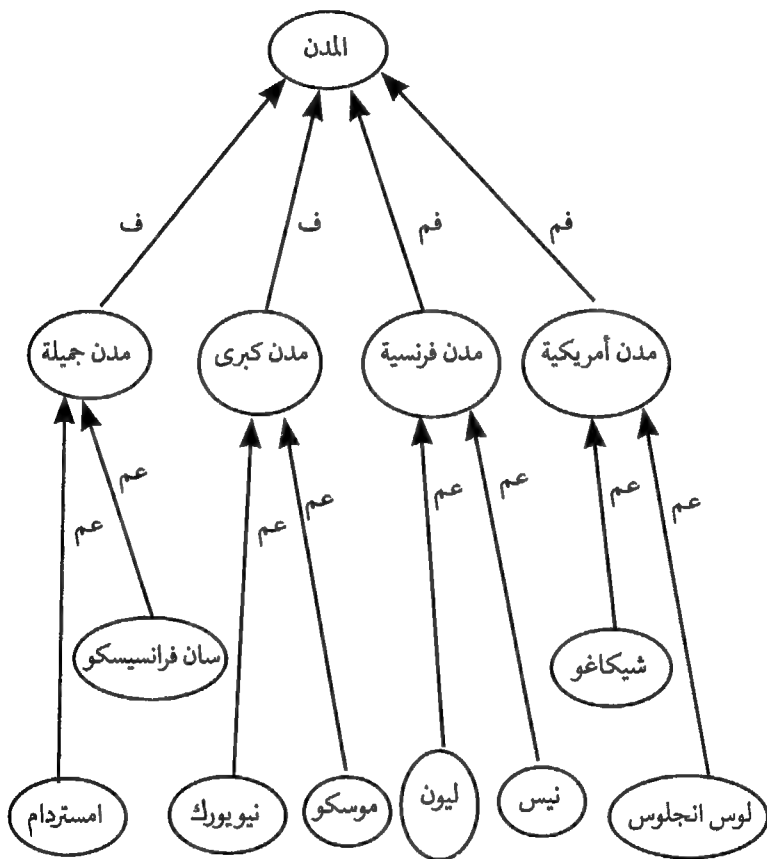 المدن
فم
فم
ف
ف
مدن أمريكية
مدن فرنسية
مدن كبرى
مدن جميلة
عم
عم
عم
عم
عم
عم
عم
عم
شيكاغو
سان فرانسيسكو
لوس انجلوس
نيس
ليون
موسكو
نيويورك
امستردام